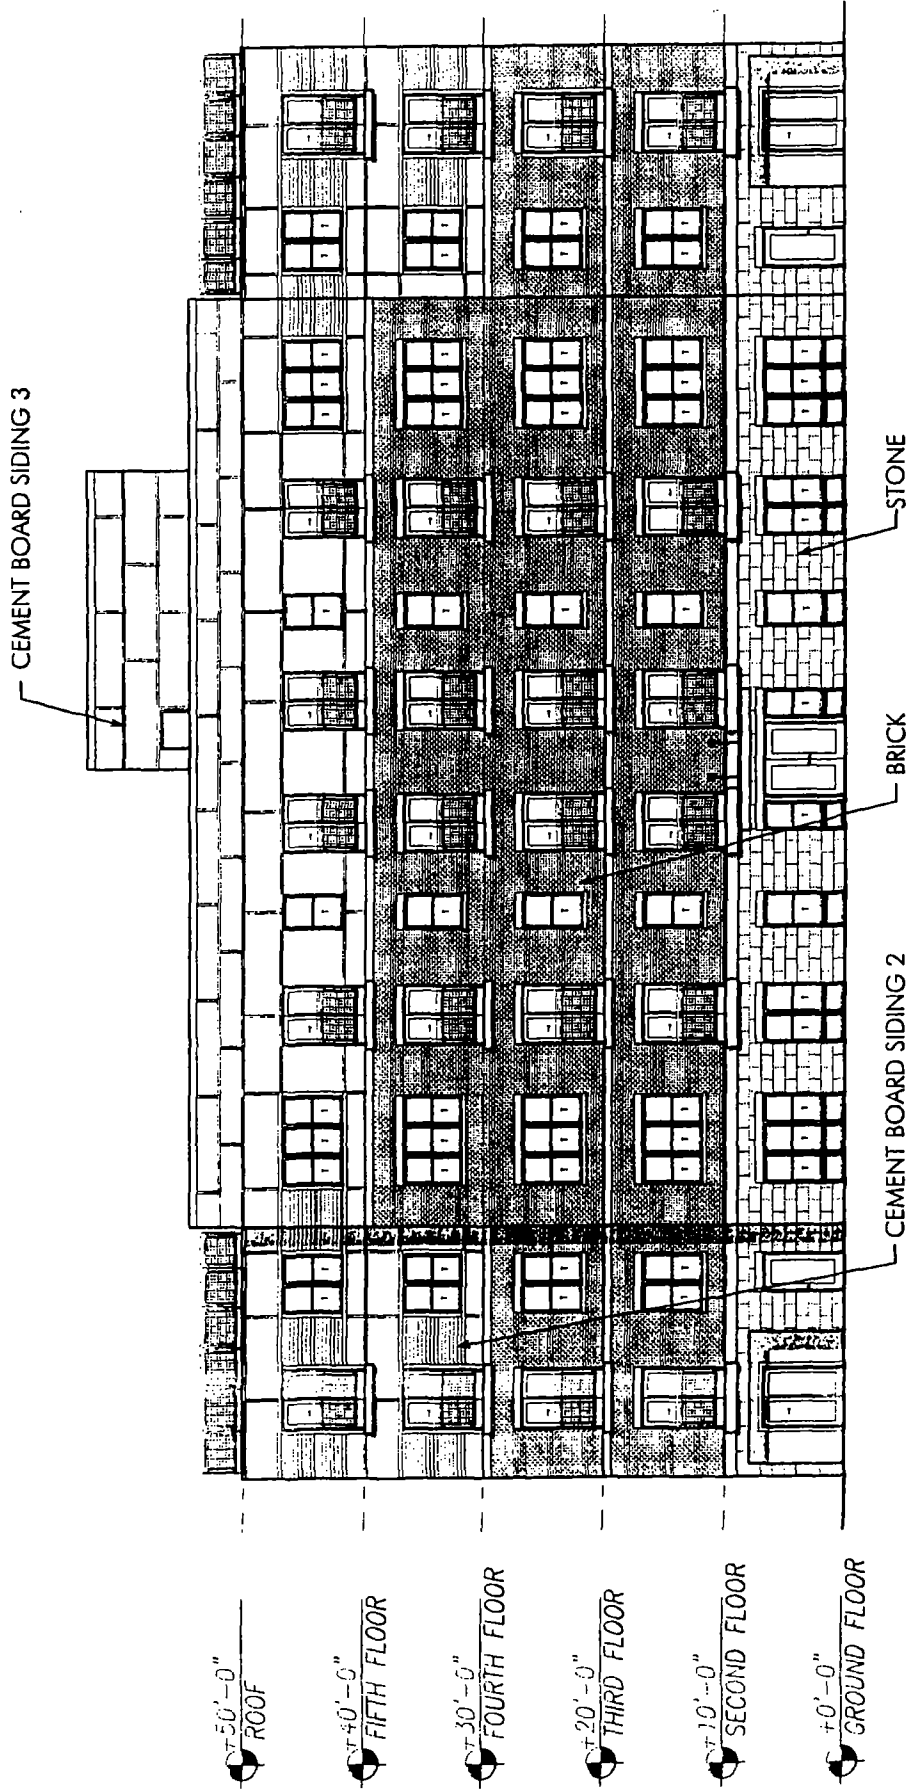 CEMENT BOARD SIDING 3
+50'-0"
ROOF
+40'-0"
FIFTH FLOOR
+30'-0"
FOURTH FLOOR
+20'-0"
THIRD FLOOR
+10'-0"
SECOND FLOOR
+0'-0"
GROUND FLOOR
CEMENT BOARD SIDING 2
BRICK
STONE